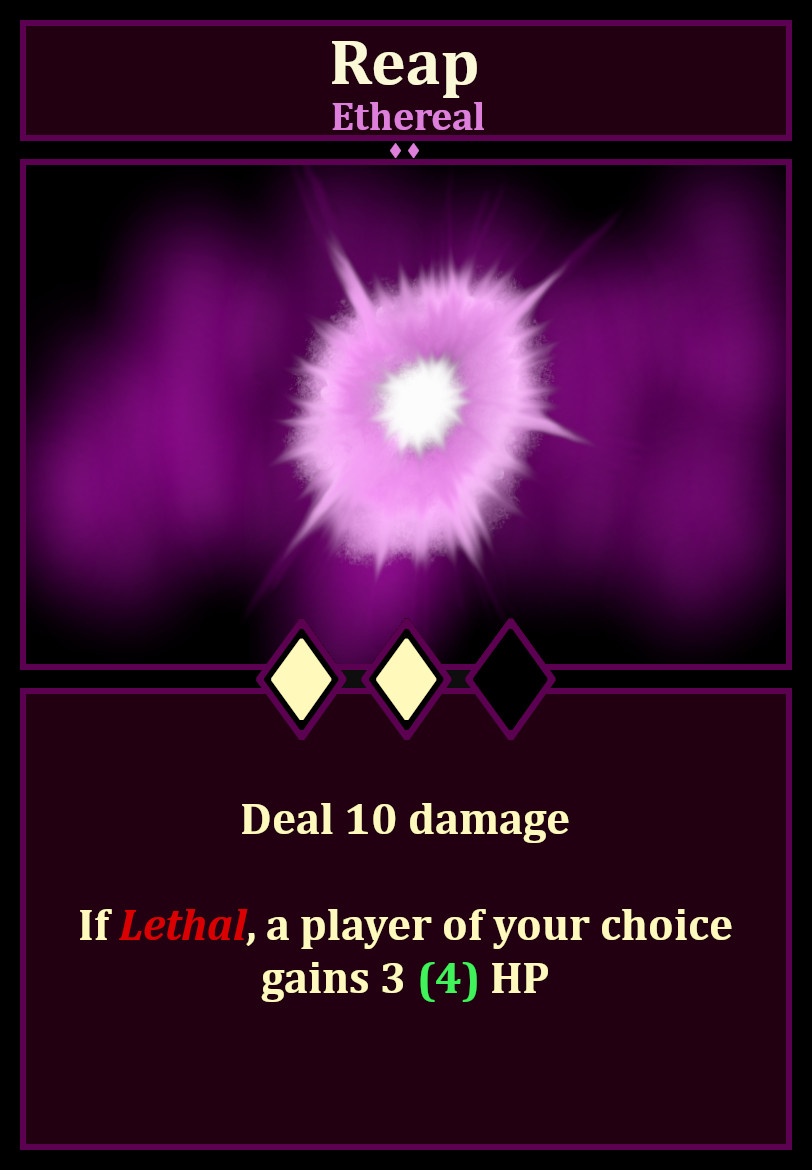 Reap
Ethereal
Deal 10 damage
If Lethal, a player of your choice
gains 3 (4) HP